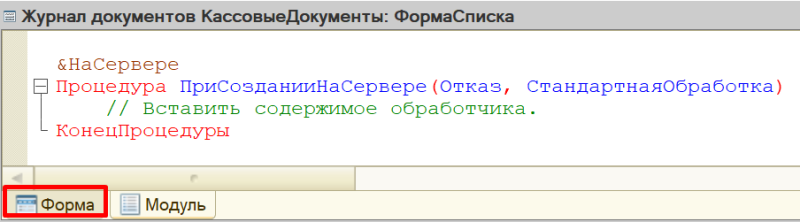 Журнал документов КассовыеДокументы: ФормаСписка
&НаСервере
Процедура ПриСозданииНаСервере(Отказ, СтандартнаяОбработка)
// Вставить содержимое обработчика.
КонецПроцедуры
Форма Модуль